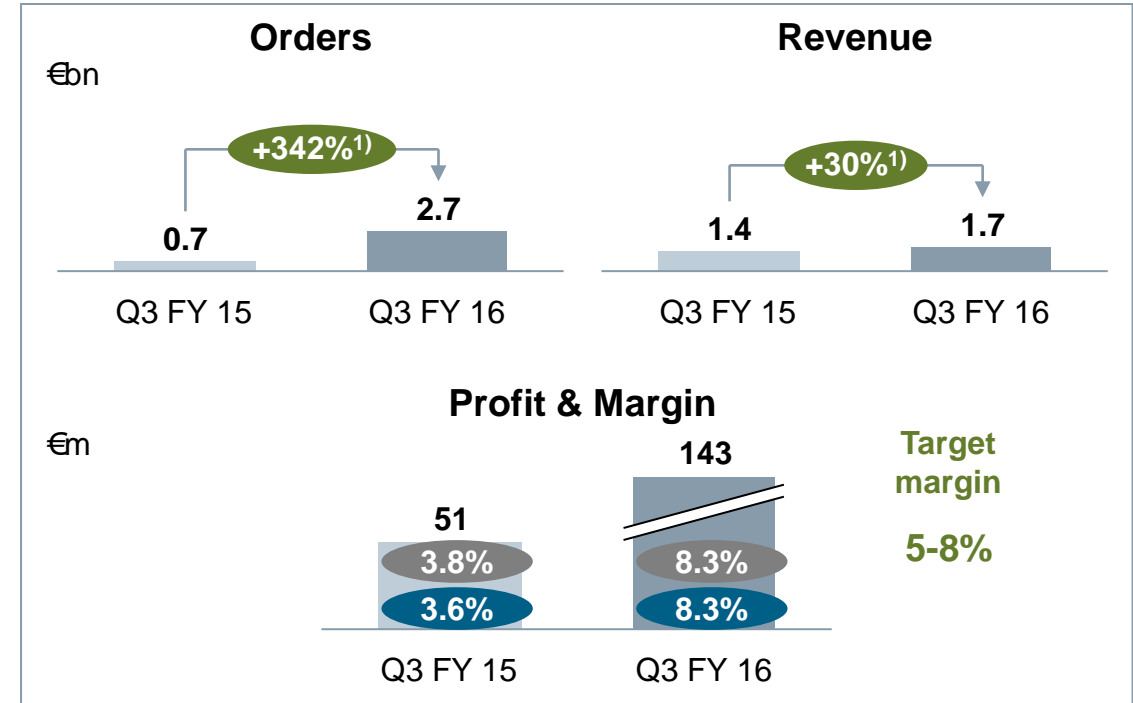 Orders
Revenue
€bn
+342%1)
+30%1)
2.7
0.7
1.4
1.7
Q3 FY 15
Q3 FY 16
Q3 FY 15
Q3 FY 16
Profit & Margin
€m
Target
margin
143
51
5-8%
3.8%
8.3%
3.6%
8.3%
Q3 FY 15
Q3 FY 16